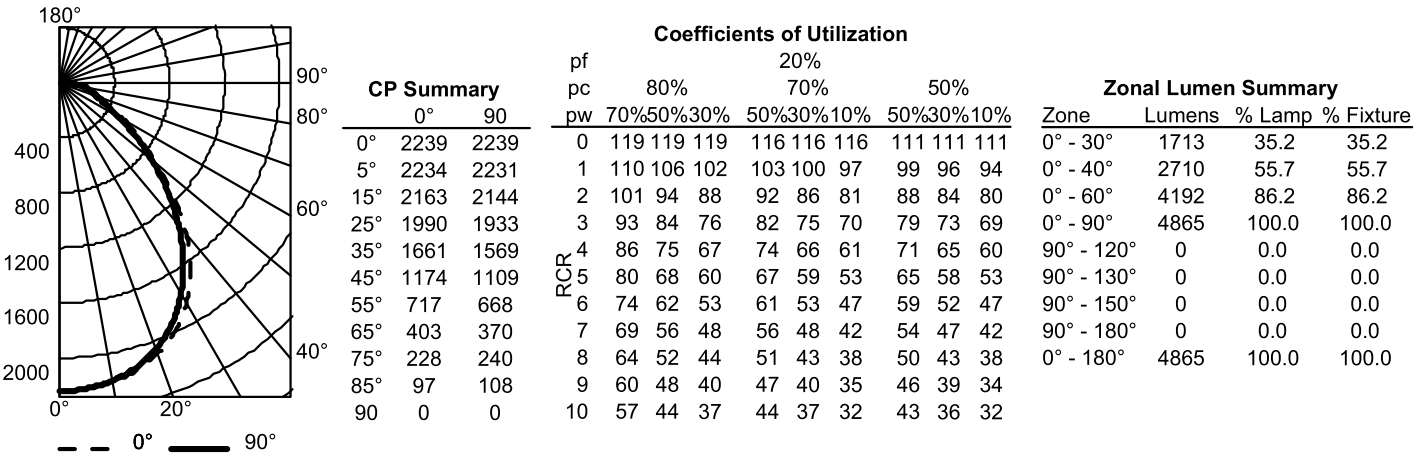 180°
90°
80°
400
800
60°
1200
1600
40°
2000
0° 20°
0° 90°
CP Summary
0° 90
0° 2239 2239
5° 2234 2231
15° 2163 2144
25° 1990 1933
35° 1661 1569
45° 1174 1109
55° 717 668
65° 403 370
75° 228 240
85° 97 108
90 0 0
Coefficients of Utilization
pf 20%
pc 80% 70% 50%
pw 70%50%30% 50%30%10% 50%30%10%
RCR
0 119 119 119 116 116 116 111 111 111
1 110 106 102 103 100 97 99 96 94
2 101 94 88 92 86 81 88 84 80
3 93 84 76 82 75 70 79 73 69
4 86 75 67 74 66 61 71 65 60
5 80 68 60 67 59 53 65 58 53
6 74 62 53 61 53 47 59 52 47
7 69 56 48 56 48 42 54 47 42
8 64 52 44 51 43 38 50 43 38
9 60 48 40 47 40 35 46 39 34
10 57 44 37 44 37 32 43 36 32
Zonal Lumen Summary
Zone Lumens % Lamp % Fixture
0° - 30° 1713 35.2 35.2
0° - 40° 2710 55.7 55.7
0° - 60° 4192 86.2 86.2
0° - 90° 4865 100.0 100.0
90° - 120° 0 0.0 0.0
90° - 130° 0 0.0 0.0
90° - 150° 0 0.0 0.0
90° - 180° 0 0.0 0.0
0° - 180° 4865 100.0 100.0